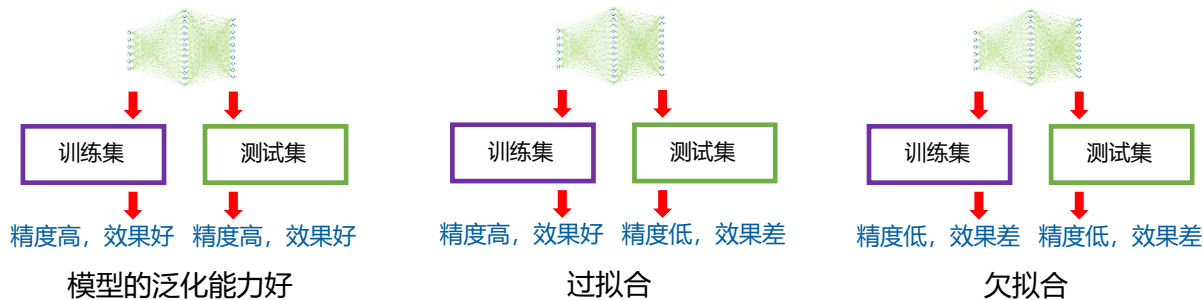 训练集
测试集
精度高，效果好
精度高，效果好
模型的泛化能力好
训练集
测试集
精度高，效果好
精度低，效果差
过拟合
训练集
测试集
精度低，效果差
精度低，效果差
欠拟合